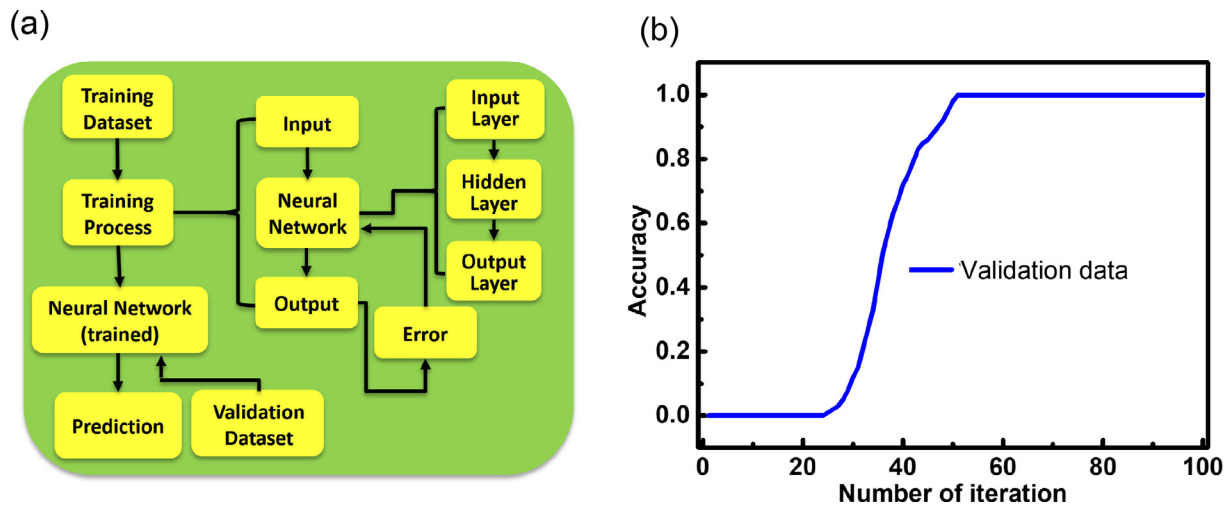 (a)
Training
Dataset
Training
Process
Neural Network
(trained)
Prediction
Validation
Dataset
Input
Neural
Network
Output
Error
Input
Layer
Hidden
Layer
Output
Layer
(b)
Accuracy
1.0
0.8
0.6
0.4
0.2
0.0
Validation data
0 20 40 60 80 100
Number of iteration